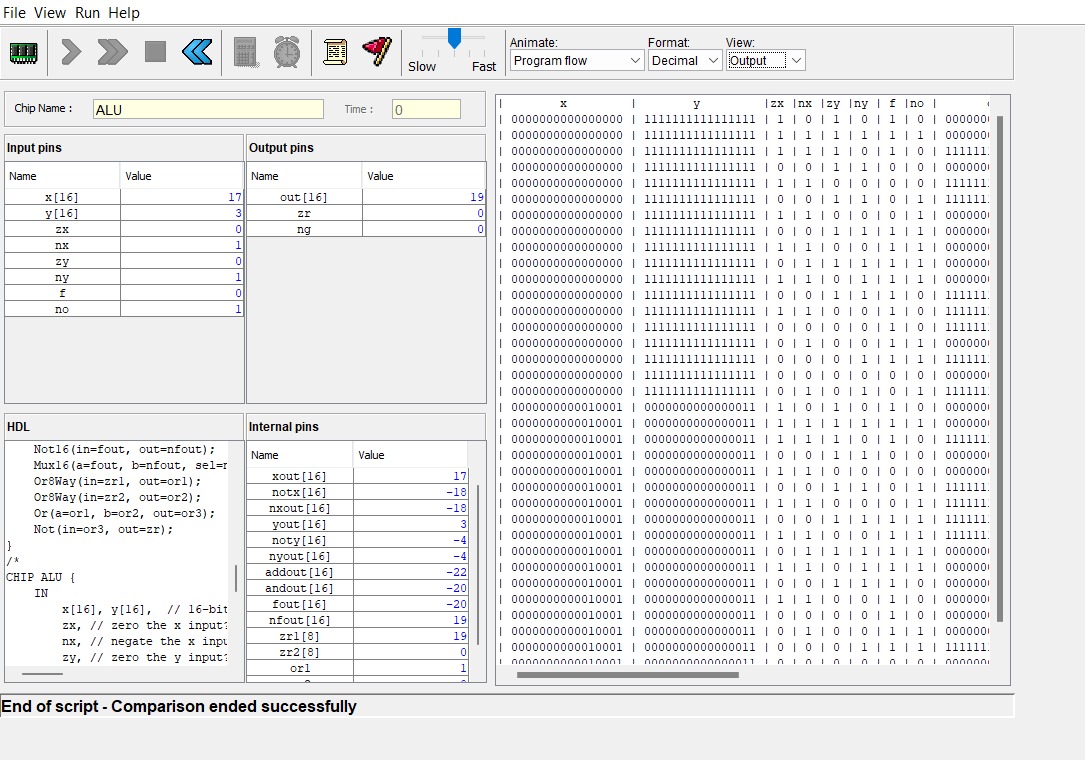 File View Run Help
Slow Fast
Animate:
Program flow
Format:
Decimal
View:
Output
Chip Name : ALU Time : 0
Input pins
Name Value
x[16] 17
y[16] 3
zx 0
nx 1
zy 0
ny 1
f 0
no 1
Output pins
Name Value
out[16] 19
zr 0
ng 0
HDL
Not16(in=fout, out=nfout);
Mux16(a=fout, b=nfout, sel=n
Or8Way(in=zr1, out=or1);
Or8Way(in=zr2, out=or2);
Or(a=or1, b=or2, out=or3);
Not(in=or3, out=zr);
}
/*
CHIP ALU {
IN
x[16], y[16], // 16-bit
zx, // zero the x input?
nx, // negate the x inpu
zy, // zero the y input?
Internal pins
Name Value
xout[16] 17
notx[16] -18
nxout[16] -18
yout[16] 3
noty[16] -4
nyout[16] -4
addout[16] -22
andout[16] -20
fout[16] -20
nfout[16] 19
zr1[8] 19
zr2[8] 0
or1 1
| x | y |zx |nx |zy |ny | f |no |
| 0000000000000000 | 1111111111111111 | 1 | 0 | 1 | 0 | 1 | 0 | 000000
| 0000000000000000 | 1111111111111111 | 1 | 1 | 1 | 1 | 1 | 1 | 000000
| 0000000000000000 | 1111111111111111 | 1 | 1 | 1 | 0 | 1 | 0 | 111111
| 0000000000000000 | 1111111111111111 | 0 | 0 | 1 | 1 | 0 | 0 | 000000
| 0000000000000000 | 1111111111111111 | 1 | 1 | 0 | 0 | 0 | 0 | 111111
| 0000000000000000 | 1111111111111111 | 0 | 0 | 1 | 1 | 0 | 1 | 111111
| 0000000000000000 | 1111111111111111 | 1 | 1 | 0 | 0 | 0 | 1 | 000000
| 0000000000000000 | 1111111111111111 | 0 | 0 | 1 | 1 | 1 | 1 | 000000
| 0000000000000000 | 1111111111111111 | 1 | 1 | 0 | 0 | 1 | 1 | 000000
| 0000000000000000 | 1111111111111111 | 0 | 1 | 1 | 1 | 1 | 1 | 000000
| 0000000000000000 | 1111111111111111 | 1 | 1 | 0 | 1 | 1 | 1 | 000000
| 0000000000000000 | 1111111111111111 | 0 | 0 | 1 | 1 | 1 | 0 | 111111
| 0000000000000000 | 1111111111111111 | 1 | 1 | 0 | 0 | 1 | 0 | 111111
| 0000000000000000 | 1111111111111111 | 0 | 0 | 0 | 0 | 1 | 0 | 111111
| 0000000000000000 | 1111111111111111 | 0 | 1 | 0 | 0 | 1 | 1 | 000000
| 0000000000000000 | 1111111111111111 | 0 | 0 | 0 | 1 | 1 | 1 | 111111
| 0000000000000000 | 1111111111111111 | 0 | 0 | 0 | 0 | 0 | 0 | 000000
| 0000000000000000 | 1111111111111111 | 0 | 1 | 0 | 1 | 0 | 1 | 111111
| 0000000000010001 | 0000000000000011 | 1 | 0 | 1 | 0 | 1 | 0 | 000000
| 0000000000010001 | 0000000000000011 | 1 | 1 | 1 | 1 | 1 | 1 | 000000
| 0000000000010001 | 0000000000000011 | 1 | 1 | 1 | 0 | 1 | 0 | 111111
| 0000000000010001 | 0000000000000011 | 0 | 0 | 1 | 1 | 0 | 0 | 000000
| 0000000000010001 | 0000000000000011 | 1 | 1 | 0 | 0 | 0 | 0 | 000000
| 0000000000010001 | 0000000000000011 | 0 | 0 | 1 | 1 | 0 | 1 | 111111
| 0000000000010001 | 0000000000000011 | 1 | 1 | 0 | 0 | 0 | 1 | 111111
| 0000000000010001 | 0000000000000011 | 0 | 0 | 1 | 1 | 1 | 1 | 111111
| 0000000000010001 | 0000000000000011 | 1 | 1 | 0 | 0 | 1 | 1 | 111111
| 0000000000010001 | 0000000000000011 | 0 | 1 | 1 | 1 | 1 | 1 | 000000
| 0000000000010001 | 0000000000000011 | 1 | 1 | 0 | 1 | 1 | 1 | 000000
| 0000000000010001 | 0000000000000011 | 0 | 0 | 1 | 1 | 1 | 0 | 000000
| 0000000000010001 | 0000000000000011 | 1 | 1 | 0 | 0 | 1 | 0 | 000000
| 0000000000010001 | 0000000000000011 | 0 | 0 | 0 | 0 | 1 | 0 | 000000
| 0000000000010001 | 0000000000000011 | 0 | 1 | 0 | 0 | 1 | 1 | 000000
| 0000000000010001 | 0000000000000011 | 0 | 0 | 0 | 1 | 1 | 1 | 111111
| 0000000000010001 | 0000000000000011 | 0 | 0 | 0 | 0 | 0 | 0 | 000000
End of script - Comparison ended successfully